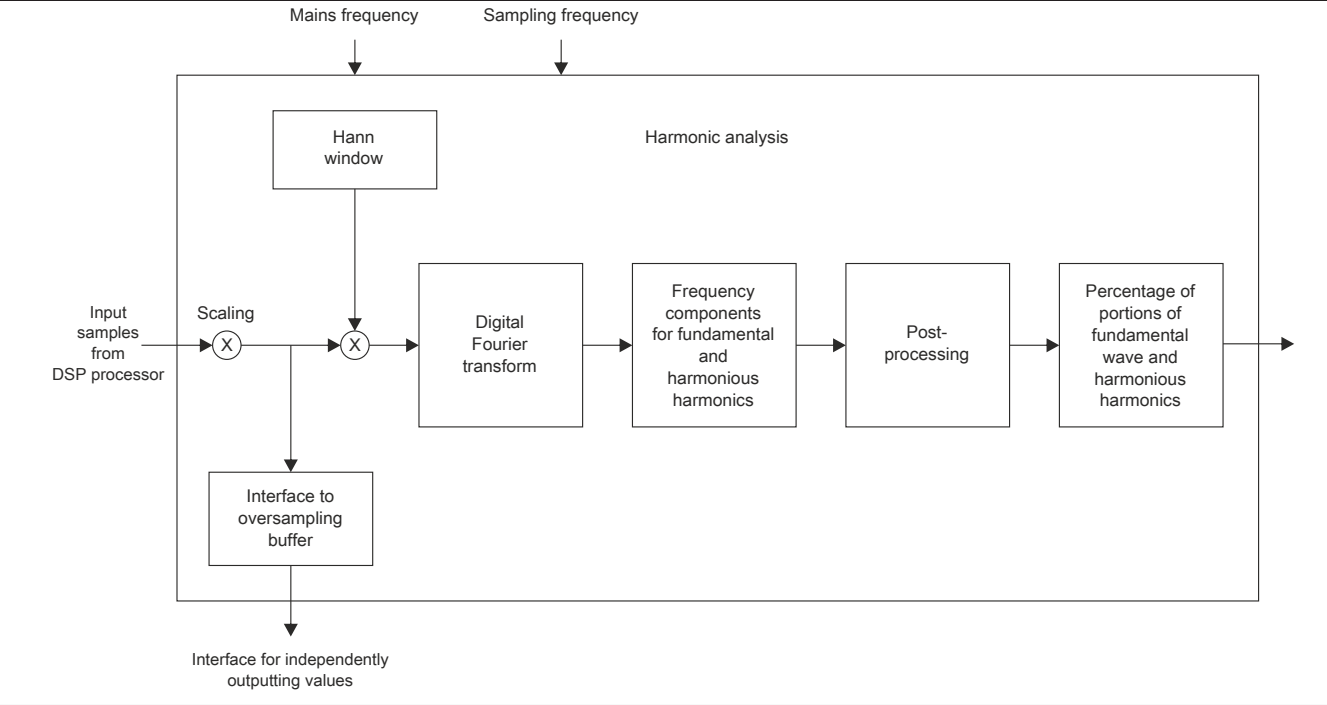 Mains frequency
Sampling frequency
Hann
window
Harmonic analysis
Input
samples
from
DSP processor
Scaling
X
X
Digital
Fourier
transform
Frequency
components
for fundamental
and
harmonious
harmonics
Post-
processing
Percentage of
portions of
fundamental
wave and
harmonious
harmonics
Interface to
oversampling
buffer
Interface for independently
outputting values